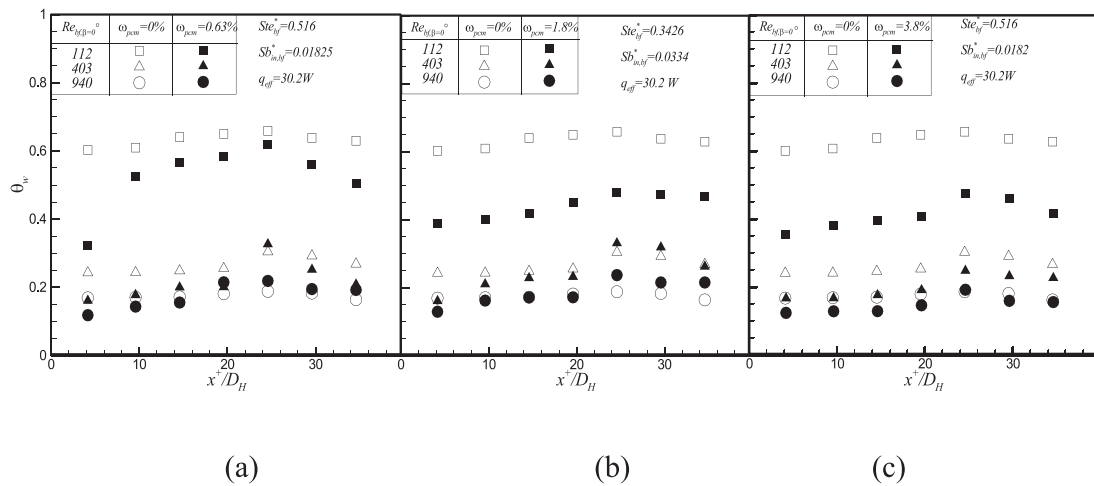 Re_{bf,β=0°} ω_{pcm}=0% ω_{pcm}=0.63% Ste*_{bf}=0.516
112 □ ■ Sb*_{in,bf}=0.01825
403 △ ▲
940 ○ ● q_{eff}=30.2W
θ_w
1
0.8
0.6
0.4
0.2
0
0 10 20 30
x^+/D_H
(a)
Re_{bf,β=0°} ω_{pcm}=0% ω_{pcm}=1.8% Ste*_{bf}=0.3426
112 □ ■ Sb*_{in,bf}=0.0334
403 △ ▲
940 ○ ● q_{eff}=30.2 W
0 10 20 30
x^+/D_H
(b)
Re_{bf,β=0°} ω_{pcm}=0% ω_{pcm}=3.8% Ste*_{bf}=0.516
112 □ ■ Sb*_{in,bf}=0.0182
403 △ ▲
940 ○ ● q_{eff}=30.2W
0 10 20 30
x^+/D_H
(c)